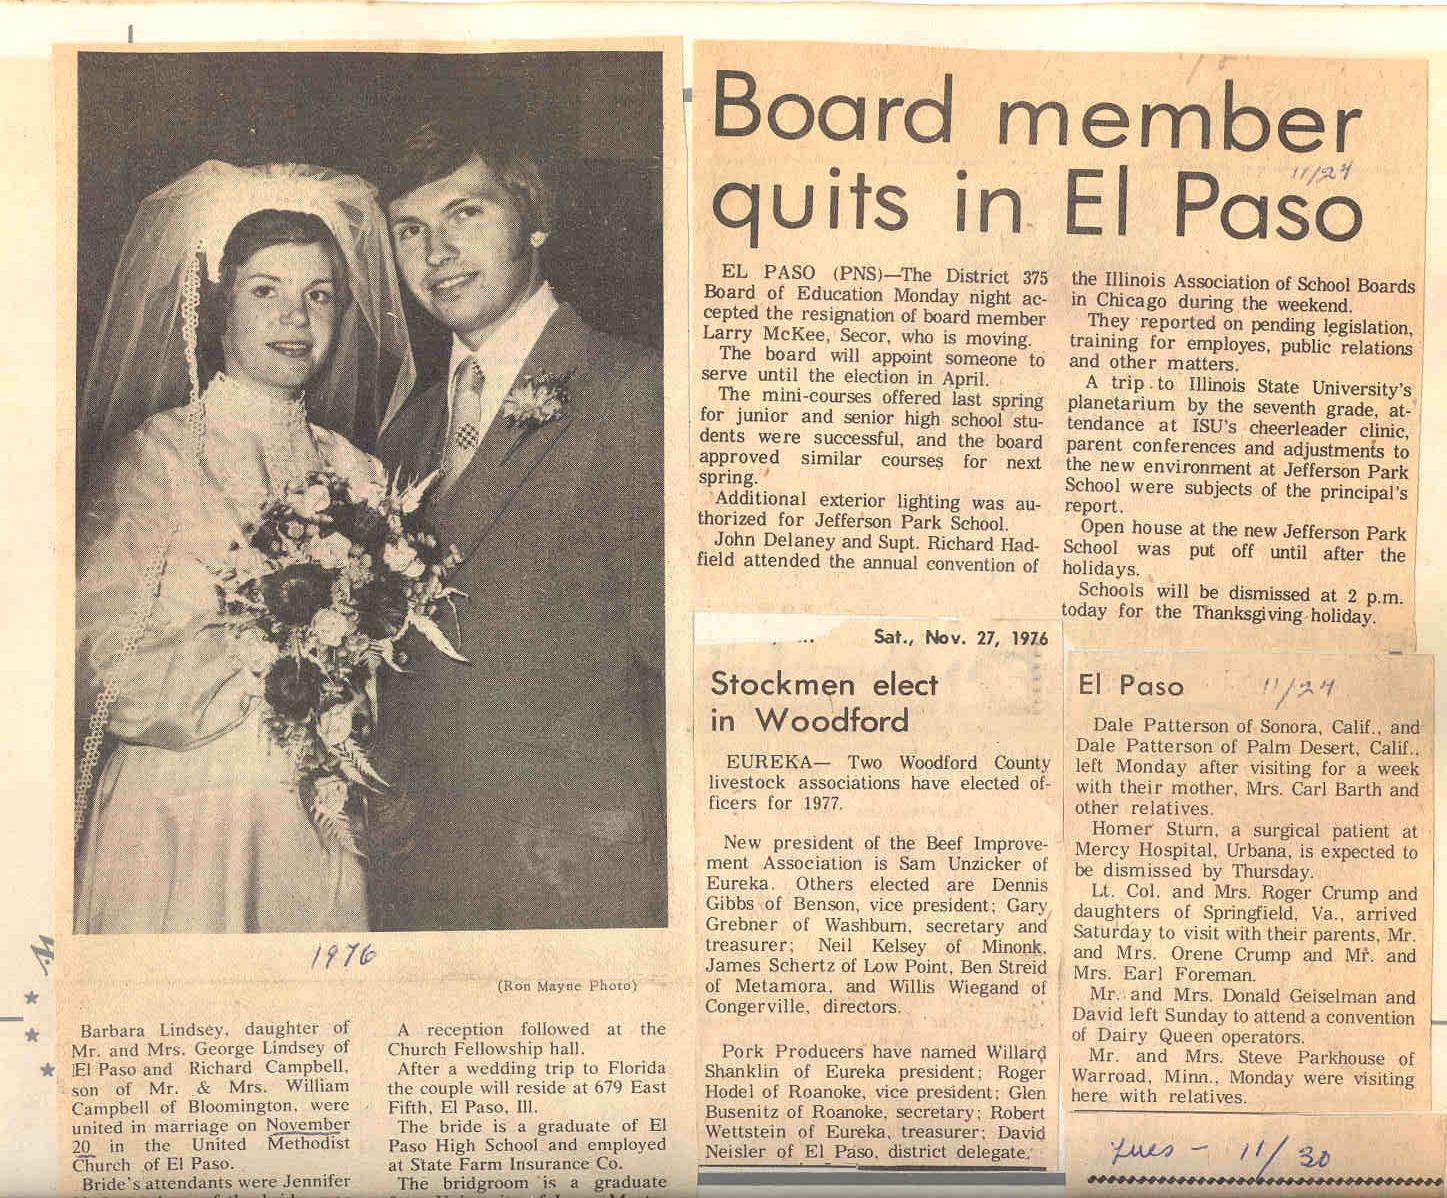 Board member
quits in El Paso
11/24
EL PASO (PNS)—The District 375
Board of Education Monday night ac-
cepted the resignation of board member
Larry McKee, Secor, who is moving.
The board will appoint someone to
serve until the election in April.
The mini-courses offered last spring
for junior and senior high school stu-
dents were successful, and the board
approved similar courses for next
spring.
Additional exterior lighting was au-
thorized for Jefferson Park School.
John Delaney and Supt. Richard Had-
field attended the annual convention of
the Illinois Association of School Boards
in Chicago during the weekend.
They reported on pending legislation,
training for employes, public relations
and other matters.
A trip to Illinois State University's
planetarium by the seventh grade, at-
tendance at ISU's cheerleader clinic,
parent conferences and adjustments to
the new environment at Jefferson Park
School were subjects of the principal's
report.
Open house at the new Jefferson Park
School was put off until after the
holidays.
Schools will be dismissed at 2 p.m.
today for the Thanksgiving holiday.
1976
(Ron Mayne Photo)
Barbara Lindsey, daughter of
Mr. and Mrs. George Lindsey of
El Paso and Richard Campbell,
son of Mr. & Mrs. William
Campbell of Bloomington, were
united in marriage on November
20 in the United Methodist
Church of El Paso.
Bride's attendants were Jennifer
A reception followed at the
Church Fellowship hall.
After a wedding trip to Florida
the couple will reside at 679 East
Fifth, El Paso, Ill.
The bride is a graduate of El
Paso High School and employed
at State Farm Insurance Co.
The bridgroom is a graduate
Sat., Nov. 27, 1976
Stockmen elect
in Woodford
EUREKA— Two Woodford County
livestock associations have elected of-
ficers for 1977.
New president of the Beef Improve-
ment Association is Sam Unzicker of
Eureka. Others elected are Dennis
Gibbs of Benson, vice president; Gary
Grebner of Washburn, secretary and
treasurer; Neil Kelsey of Minonk,
James Schertz of Low Point, Ben Streid
of Metamora, and Willis Wiegand of
Congerville, directors.
Pork Producers have named Willard
Shanklin of Eureka president; Roger
Hodel of Roanoke, vice president; Glen
Busenitz of Roanoke, secretary; Robert
Wettstein of Eureka, treasurer; David
Neisler of El Paso, district delegate.
El Paso
11/24
Dale Patterson of Sonora, Calif., and
Dale Patterson of Palm Desert, Calif.,
left Monday after visiting for a week
with their mother, Mrs. Carl Barth and
other relatives.
Homer Sturn, a surgical patient at
Mercy Hospital, Urbana, is expected to
be dismissed by Thursday.
Lt. Col. and Mrs. Roger Crump and
daughters of Springfield, Va., arrived
Saturday to visit with their parents, Mr.
and Mrs. Orene Crump and Mr. and
Mrs. Earl Foreman.
Mr. and Mrs. Donald Geiselman and
David left Sunday to attend a convention
of Dairy Queen operators.
Mr. and Mrs. Steve Parkhouse of
Warroad, Minn., Monday were visiting
here with relatives.
Tues - 11/30